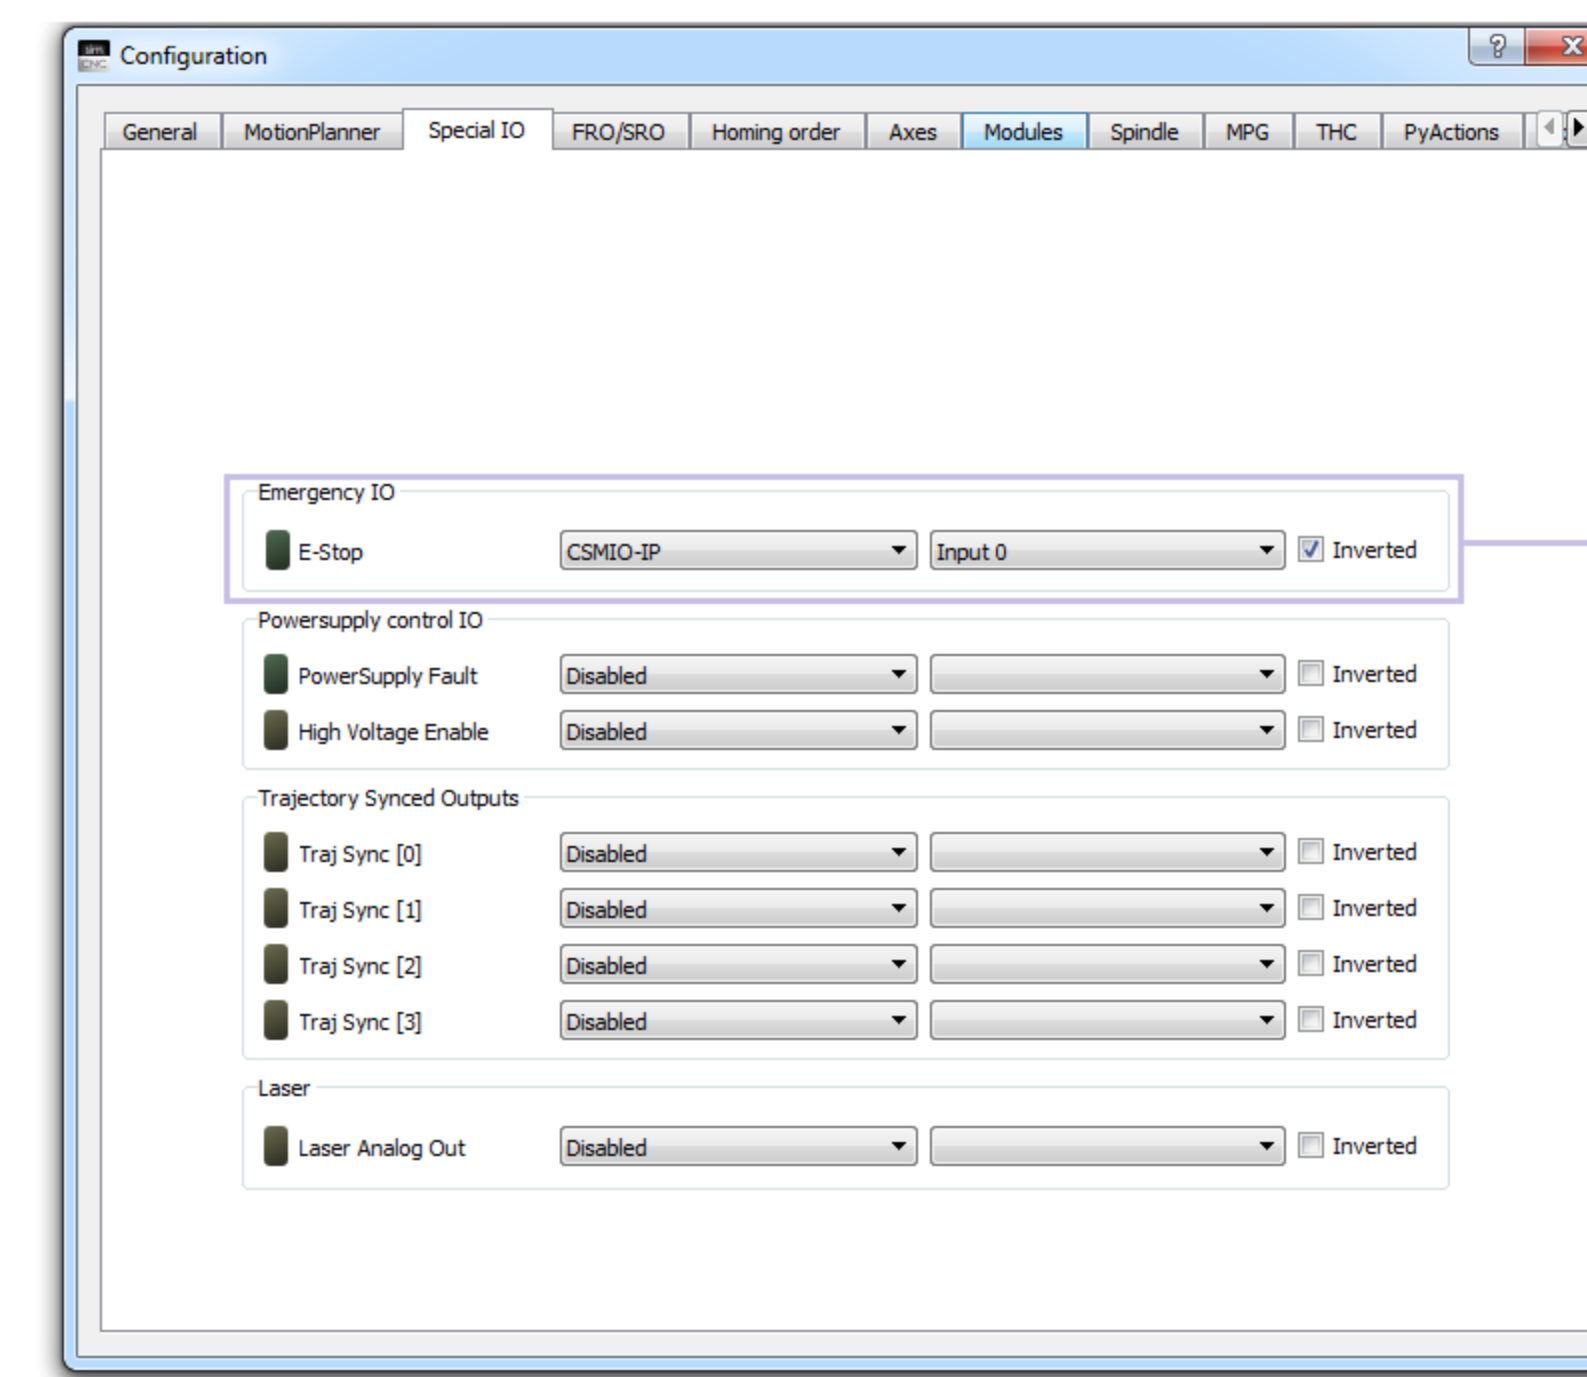 Configuration
General MotionPlanner Special IO FRO/SRO Homing order Axes Modules Spindle MPG THC PyActions
Emergency IO
E-Stop CSMIO-IP Input 0 Inverted
Powersupply control IO
PowerSupply Fault Disabled Inverted
High Voltage Enable Disabled Inverted
Trajectory Synced Outputs
Traj Sync [0] Disabled Inverted
Traj Sync [1] Disabled Inverted
Traj Sync [2] Disabled Inverted
Traj Sync [3] Disabled Inverted
Laser
Laser Analog Out Disabled Inverted